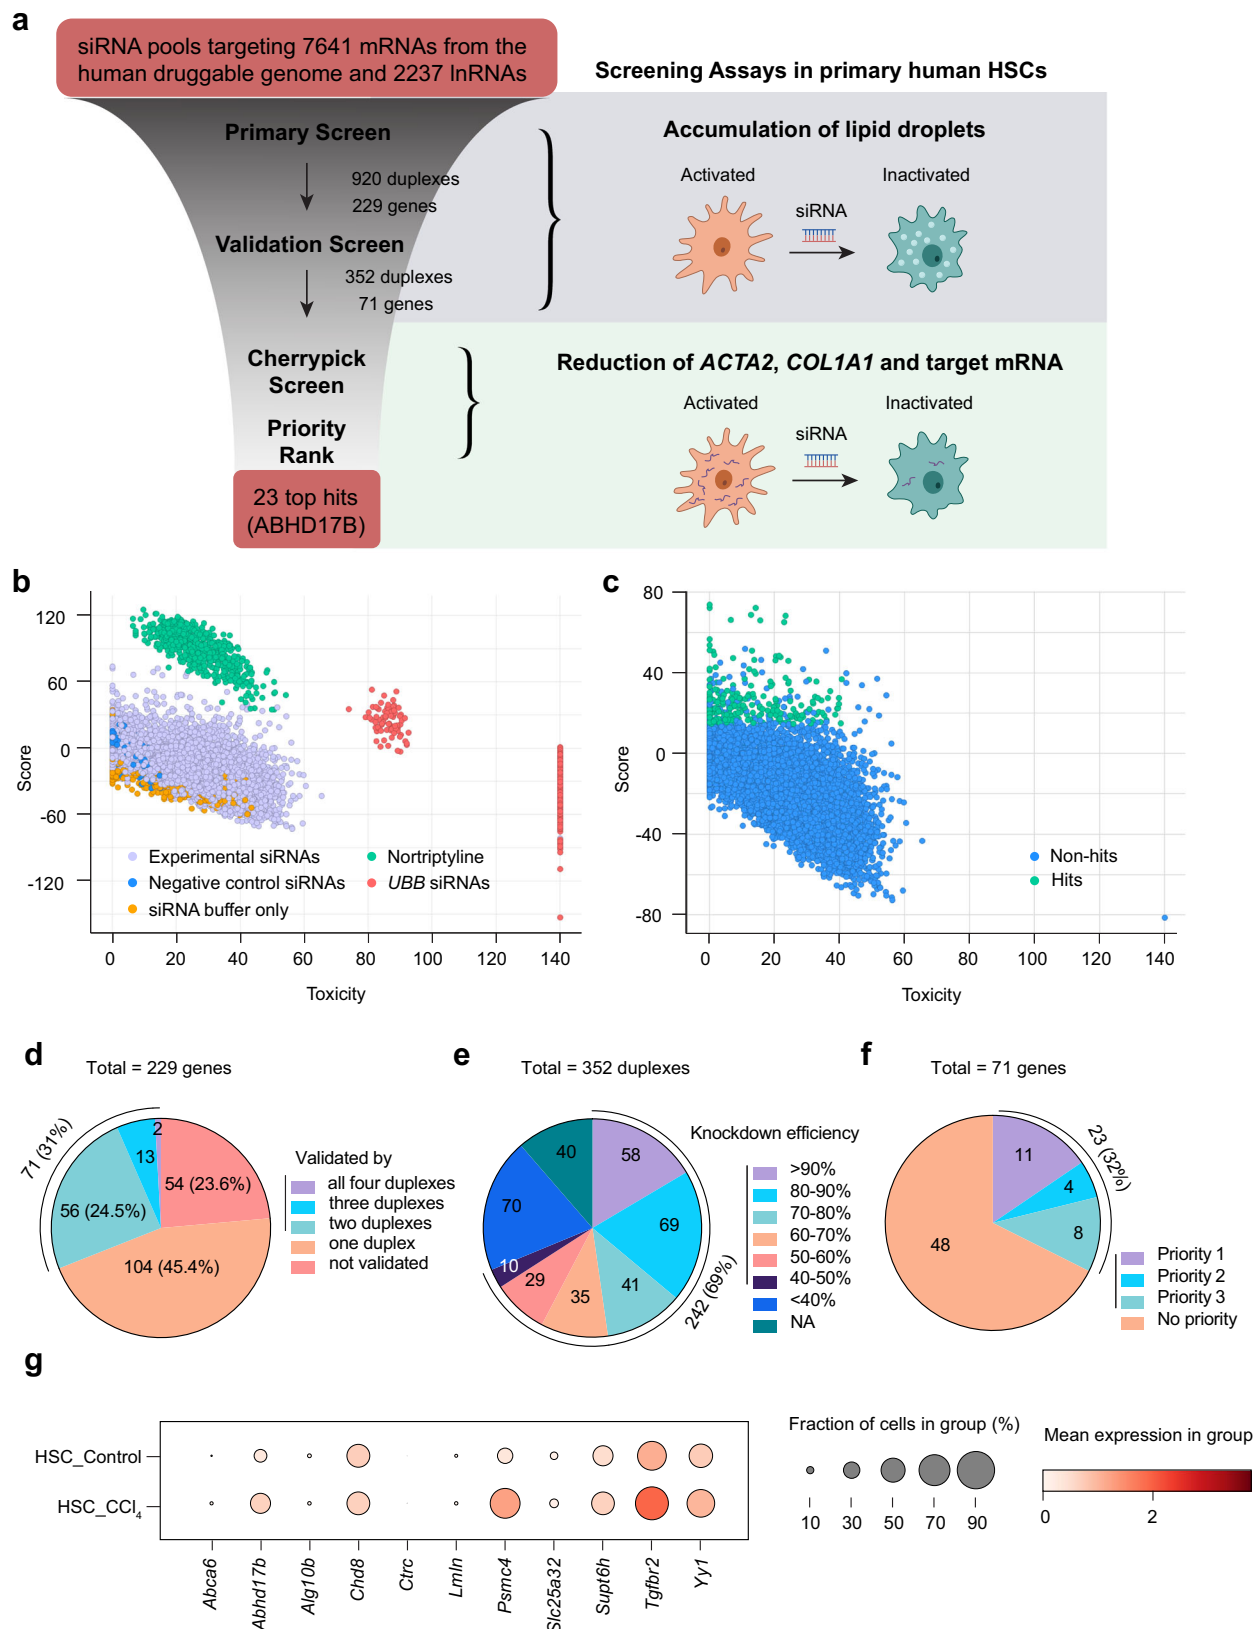 a
siRNA pools targeting 7641 mRNAs from the
human druggable genome and 2237 lnRNAs
Screening Assays in primary human HSCs
Primary Screen
920 duplexes
229 genes
Validation Screen
352 duplexes
71 genes
Cherrypick
Screen
Priority
Rank
23 top hits
(ABHD17B)
Accumulation of lipid droplets
Activated
siRNA
Inactivated
Reduction of ACTA2, COL1A1 and target mRNA
Activated
siRNA
Inactivated
b
Score
120
60
0
-60
-120
Experimental siRNAs
Negative control siRNAs
siRNA buffer only
Nortriptyline
UBB siRNAs
0 20 40 60 80 100 120 140
Toxicity
c
Score
80
40
0
-40
-80
Non-hits
Hits
0 20 40 60 80 100 120 140
Toxicity
d
Total = 229 genes
71 (31%)
2
13
54 (23.6%)
56 (24.5%)
104 (45.4%)
Validated by
all four duplexes
three duplexes
two duplexes
one duplex
not validated
e
Total = 352 duplexes
40
58
70
69
10
29
35
41
242 (69%)
Knockdown efficiency
>90%
80-90%
70-80%
60-70%
50-60%
40-50%
<40%
NA
f
Total = 71 genes
11
4
8
48
23 (32%)
Priority 1
Priority 2
Priority 3
No priority
g
HSC_Control
HSC_CCl4
Abca6
Abhd17b
Alg10b
Chd8
Ctrc
Lmln
Psmc4
Slc25a32
Supt6h
Tgfbr2
Yy1
Fraction of cells in group (%)
10 30 50 70 90
Mean expression in group
0 2